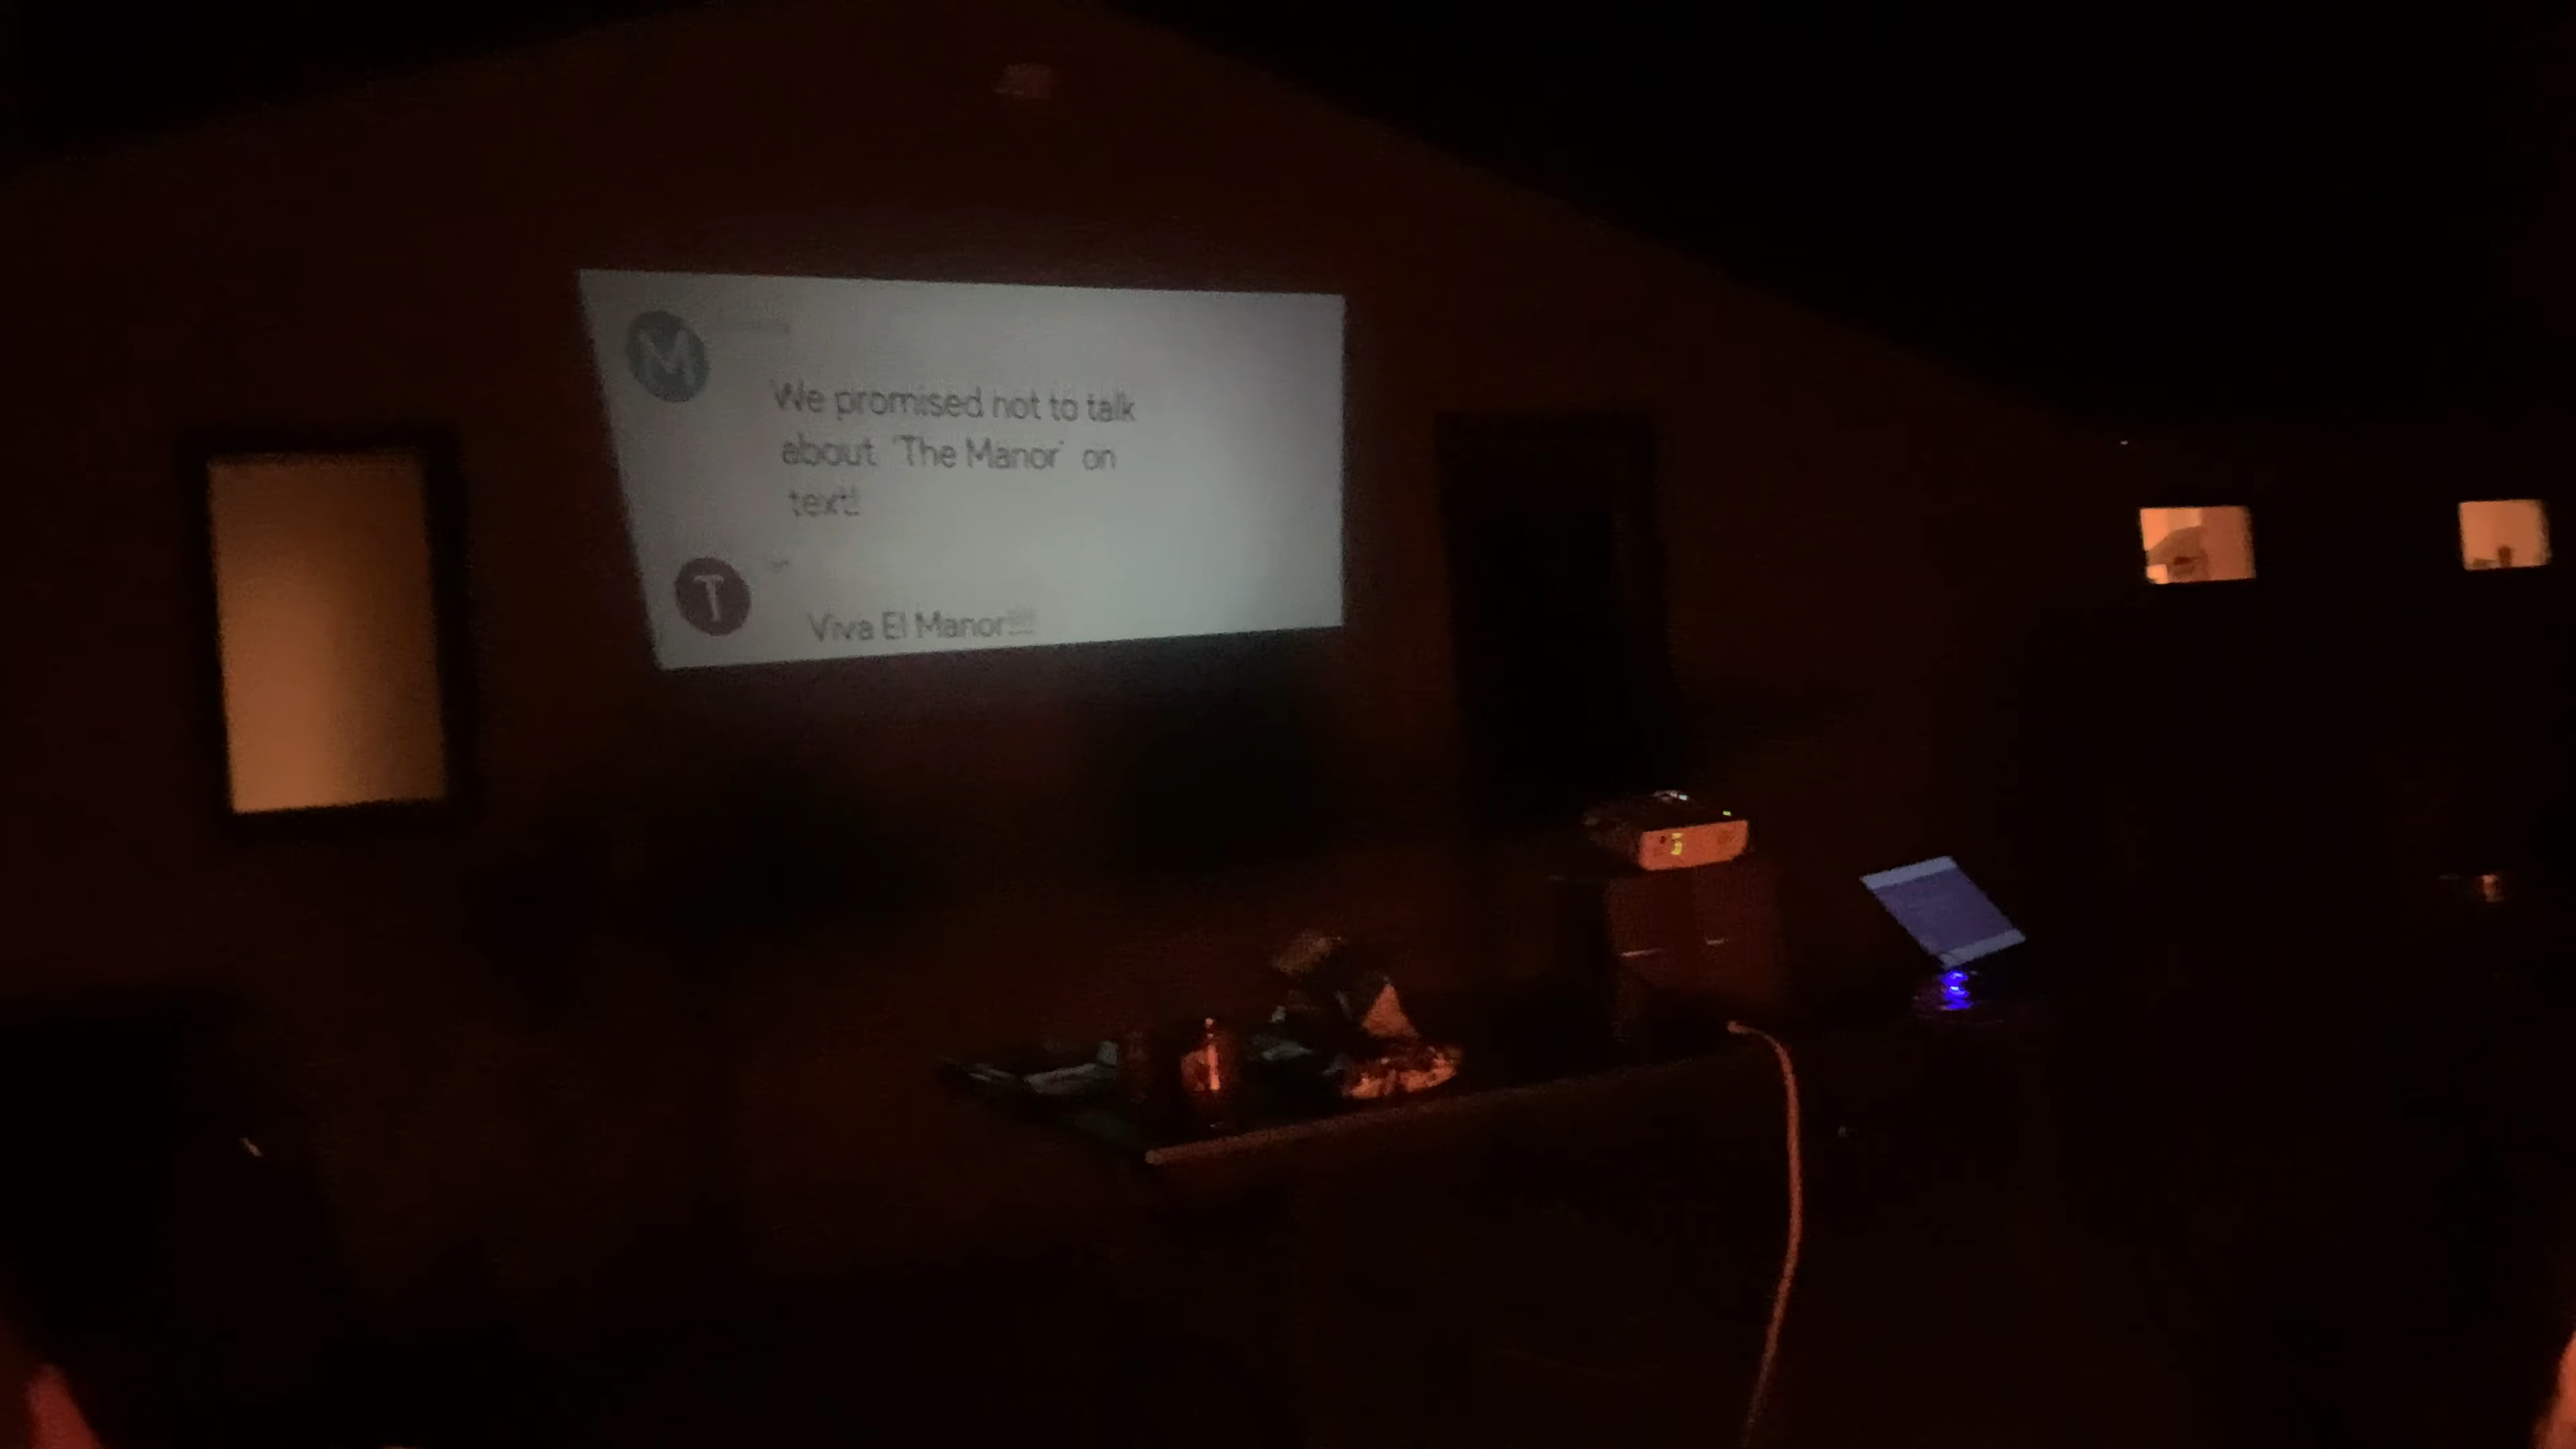 M
We promised not to talk
about 'The Manor' on
text!
T
Viva El Manor!!!